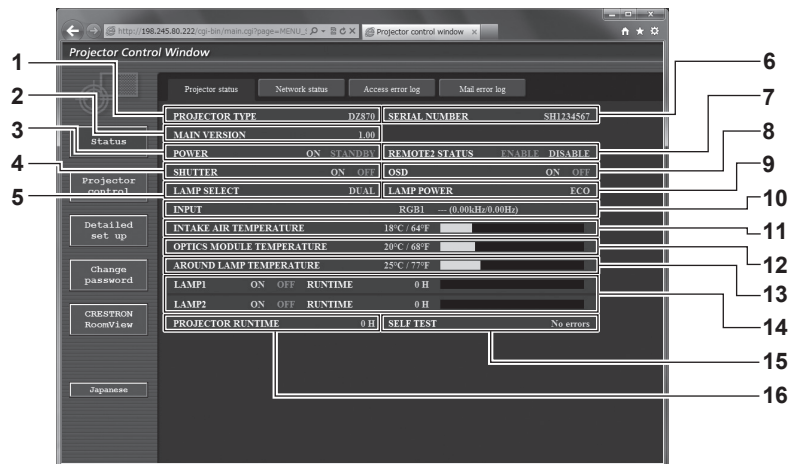 http://198.245.80.222/cgi-bin/main.cgi?page=MENU_S
Projector control window
Projector Control Window
Projector status
Network status
Access error log
Mail error log
Status
Projector
control
Detailed
set up
Change
password
CRESTRON
RoomView
Japanese
PROJECTOR TYPE DZ870 SERIAL NUMBER SH1234567
MAIN VERSION 1.00
POWER ON STANDBY REMOTE2 STATUS ENABLE DISABLE
SHUTTER ON OFF OSD ON OFF
LAMP SELECT DUAL LAMP POWER ECO
INPUT RGB1 --- (0.00kHz/0.00Hz)
INTAKE AIR TEMPERATURE 18°C / 64°F
OPTICS MODULE TEMPERATURE 20°C / 68°F
AROUND LAMP TEMPERATURE 25°C / 77°F
LAMP1 ON OFF RUNTIME 0 H
LAMP2 ON OFF RUNTIME 0 H
PROJECTOR RUNTIME 0 H SELF TEST No errors
1
2
3
4
5
6
7
8
9
10
11
12
13
14
15
16